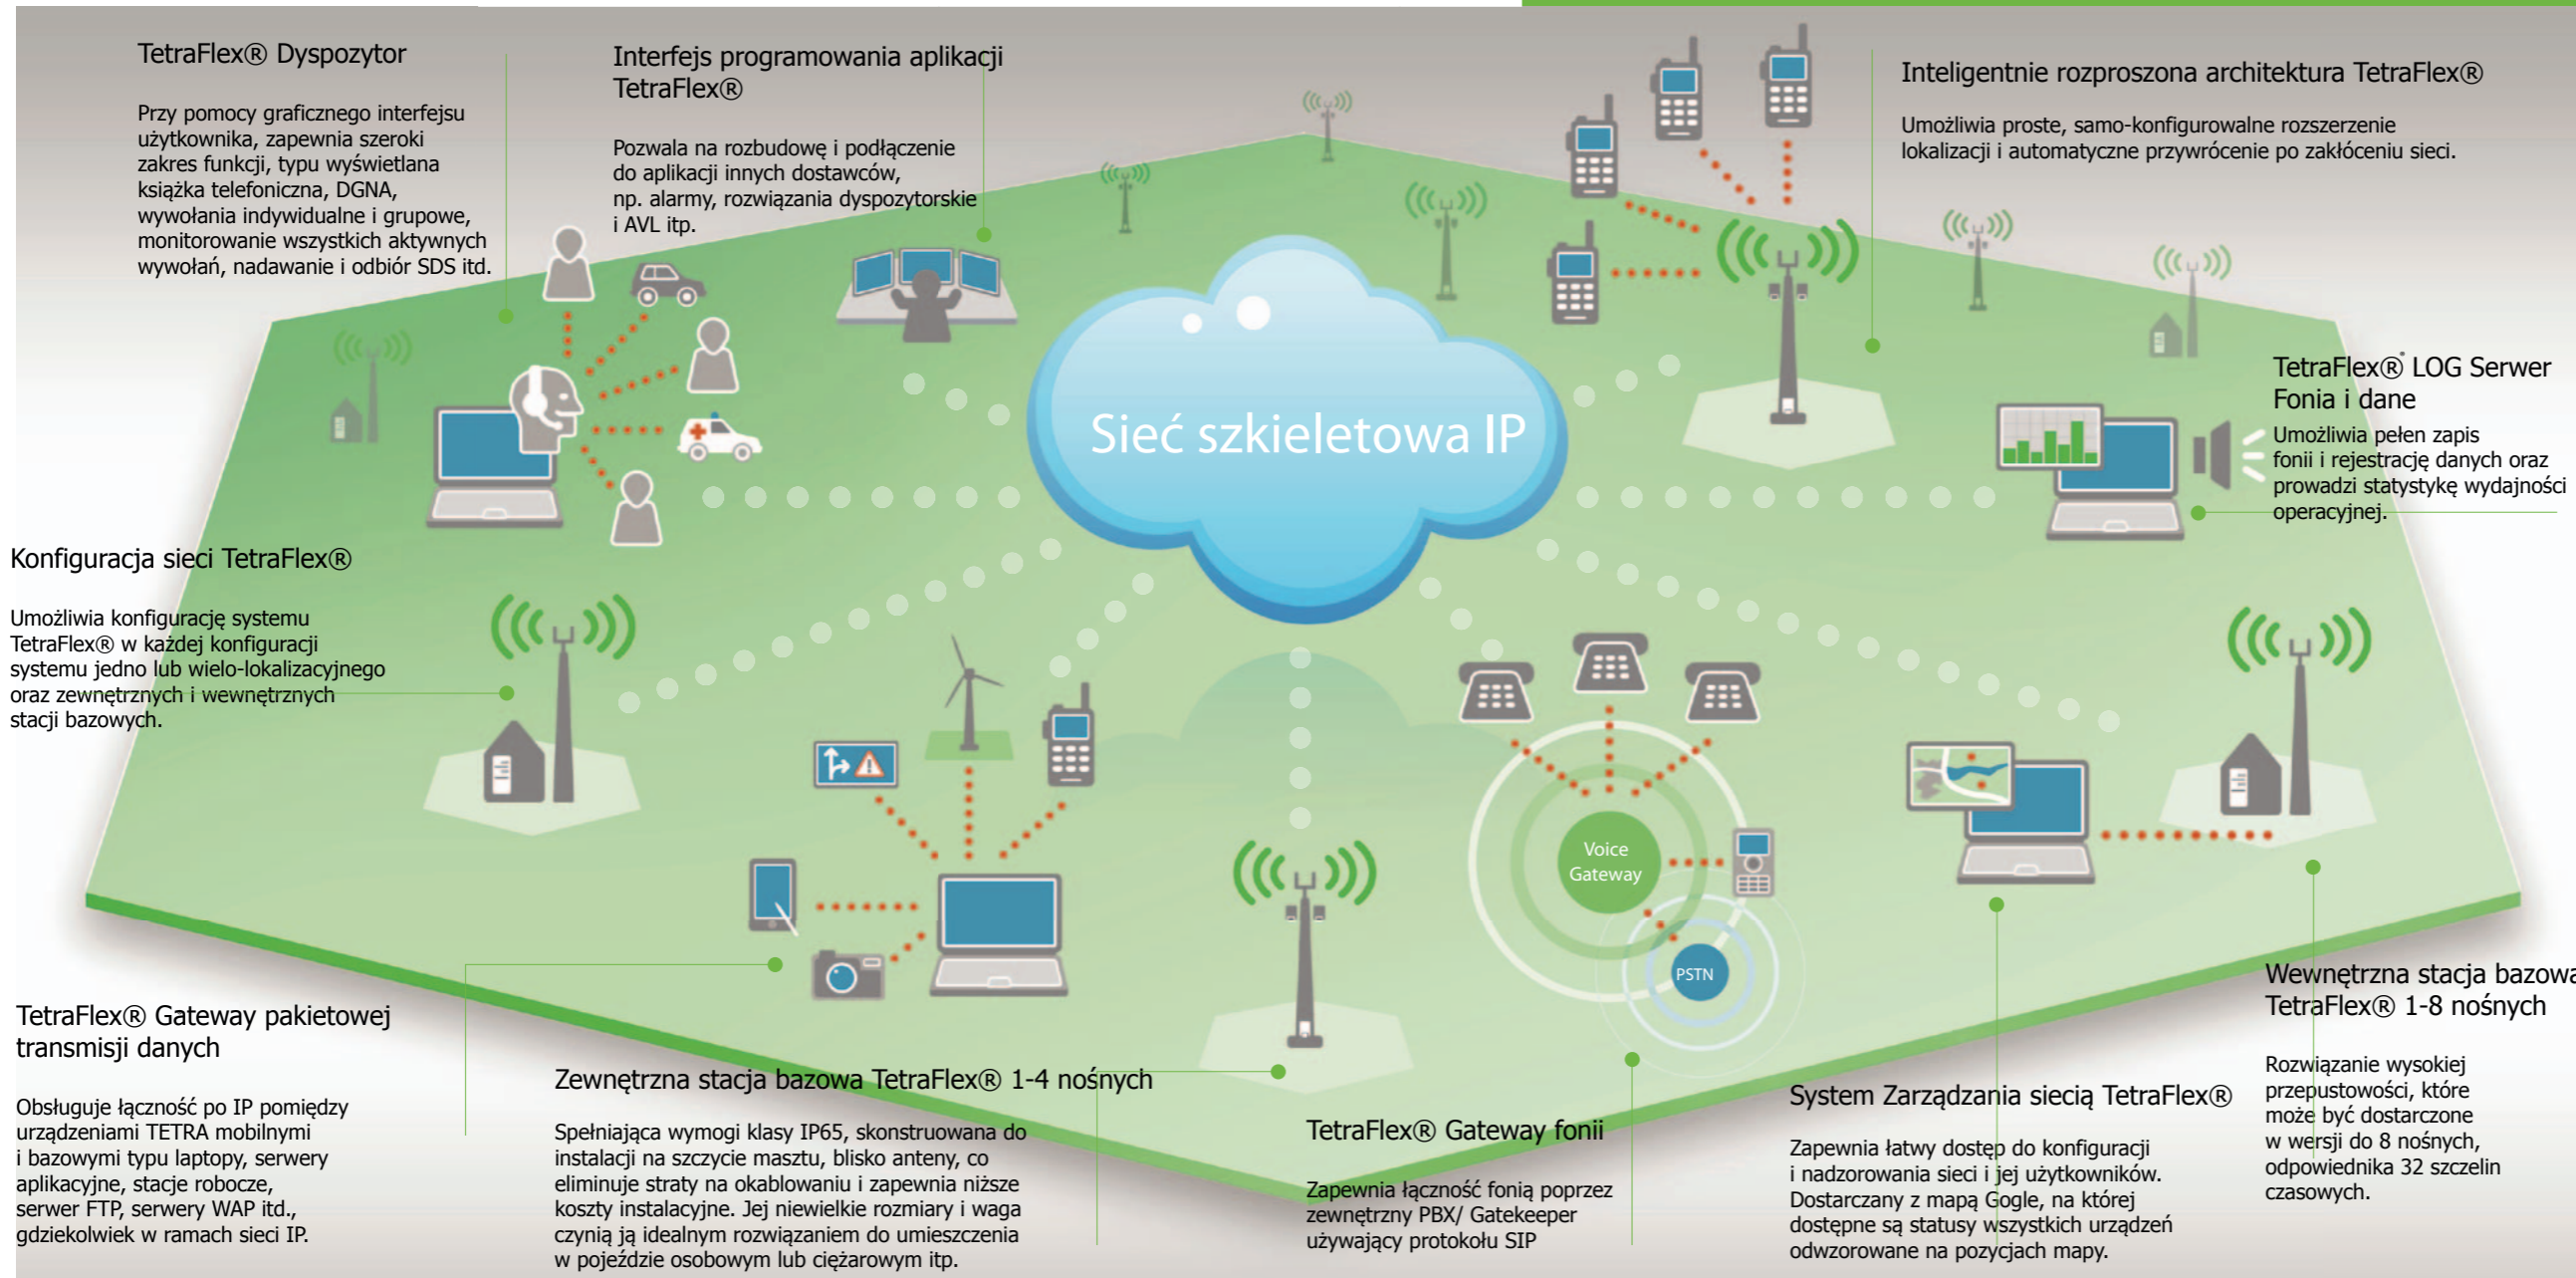 TetraFlex® Dyspozytor
Przy pomocy graficznego interfejsu
użytkownika, zapewnia szeroki
zakres funkcji, typu wyświetlana
książka telefoniczna, DGNA,
wywołania indywidualne i grupowe,
monitorowanie wszystkich aktywnych
wywołań, nadawanie i odbiór SDS itd.
Interfejs programowania aplikacji
TetraFlex®
Pozwala na rozbudowę i podłączenie
do aplikacji innych dostawców,
np. alarmy, rozwiązania dyspozytorskie
i AVL itp.
Inteligentnie rozproszona architektura TetraFlex®
Umożliwia proste, samo-konfigurowalne rozszerzenie
lokalizacji i automatyczne przywrócenie po zakłóceniu sieci.
Sieć szkieletowa IP
TetraFlex® LOG Serwer
Fonia i dane
Umożliwia pełen zapis
fonii i rejestrację danych oraz
prowadzi statystykę wydajności
operacyjnej.
Konfiguracja sieci TetraFlex®
Umożliwia konfigurację systemu
TetraFlex® w każdej konfiguracji
systemu jedno lub wielo-lokalizacyjnego
oraz zewnętrznych i wewnętrznych
stacji bazowych.
Voice
Gateway
PSTN
TetraFlex® Gateway pakietowej
transmisji danych
Obsługuje łączność po IP pomiędzy
urządzeniami TETRA mobilnymi
i bazowymi typu laptopy, serwery
aplikacyjne, stacje robocze,
serwer FTP, serwery WAP itd.,
gdziekolwiek w ramach sieci IP.
Zewnętrzna stacja bazowa TetraFlex® 1-4 nośnych
Spełniająca wymogi klasy IP65, skonstruowana do
instalacji na szczycie masztu, blisko anteny, co
eliminuje straty na okablowaniu i zapewnia niższe
koszty instalacyjne. Jej niewielkie rozmiary i waga
czynią ją idealnym rozwiązaniem do umieszczenia
w pojeździe osobowym lub ciężarowym itp.
TetraFlex® Gateway fonii
Zapewnia łączność fonią poprzez
zewnętrzny PBX/ Gatekeeper
używający protokołu SIP
System Zarządzania siecią TetraFlex®
Zapewnia łatwy dostęp do konfiguracji
i nadzorowania sieci i jej użytkowników.
Dostarczany z mapą Gogle, na której
dostępne są statusy wszystkich urządzeń
odwzorowane na pozycjach mapy.
Wewnętrzna stacja bazowa
TetraFlex® 1-8 nośnych
Rozwiązanie wysokiej
przepustowości, które
może być dostarczone
w wersji do 8 nośnych,
odpowiednika 32 szczelin
czasowych.